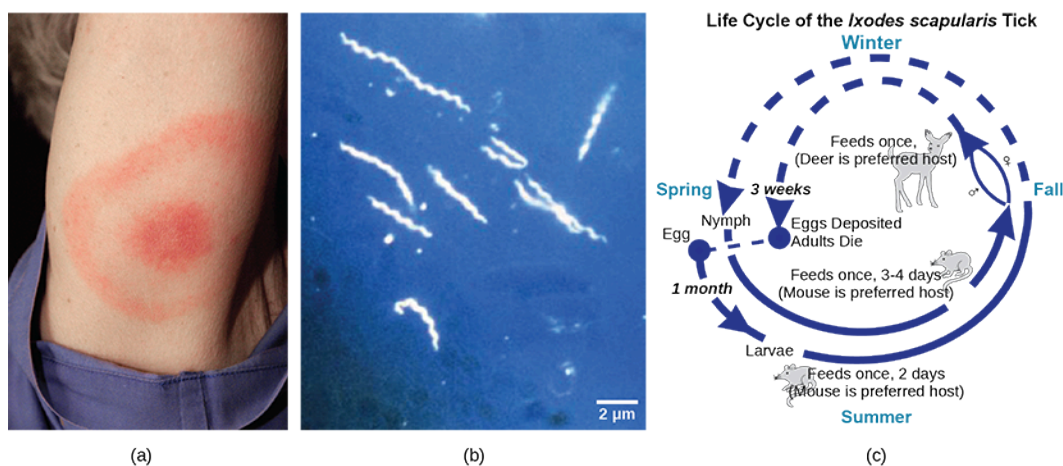 Life Cycle of the Ixodes scapularis Tick
Winter
Feeds once,
(Deer is preferred host)
♀
♂
Spring
3 weeks
Fall
Nymph
Egg
Eggs Deposited
Adults Die
Feeds once, 3-4 days
(Mouse is preferred host)
1 month
Larvae
Feeds once, 2 days
(Mouse is preferred host)
Summer
2 µm
(a)
(b)
(c)